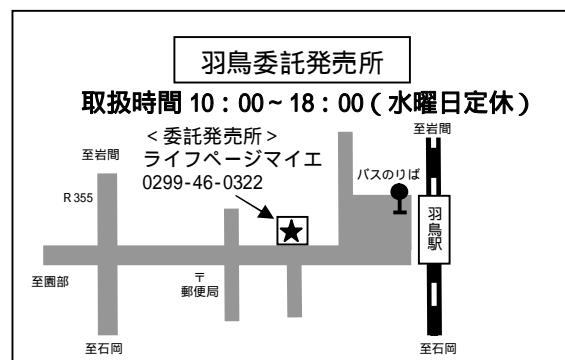 羽鳥委託発売所
取扱時間 10：00～18：00（水曜日定休）
＜委託発売所＞
ライフページマイエ
0299-46-0322
至岩間
至岩間
R355
バスのりば
羽鳥駅
至園部
〒
郵便局
至石岡
至石岡